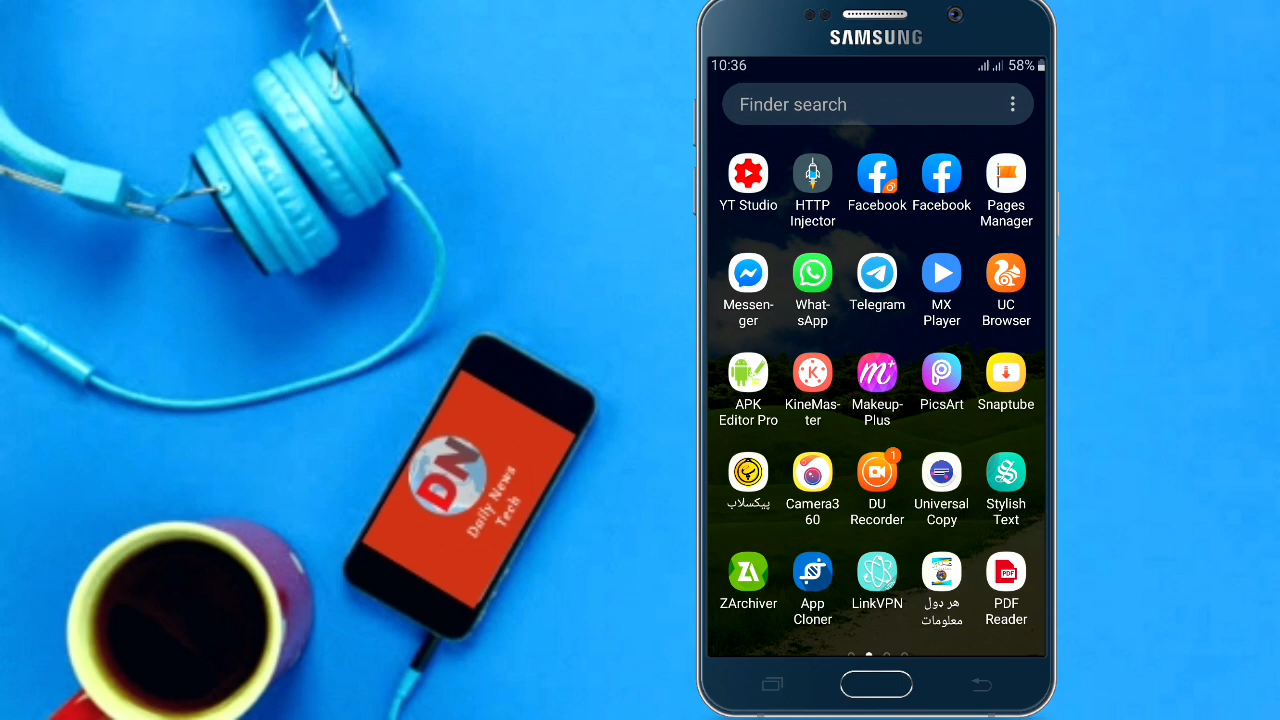 SAMSUNG
10:36
58%
Finder search
YT Studio
HTTP
Injector
Facebook
Facebook
Pages
Manager
Messen-
ger
What-
sApp
Telegram
MX
Player
UC
Browser
APK
Editor Pro
KineMas-
ter
Makeup-
Plus
PicsArt
Snaptube
پیکسلاب
Camera3
60
1
DU
Recorder
Universal
Copy
Stylish
Text
ZArchiver
App
Cloner
LinkVPN
هر دول
معلومات
PDF
PDF
Reader
DN
Daily News
Tech